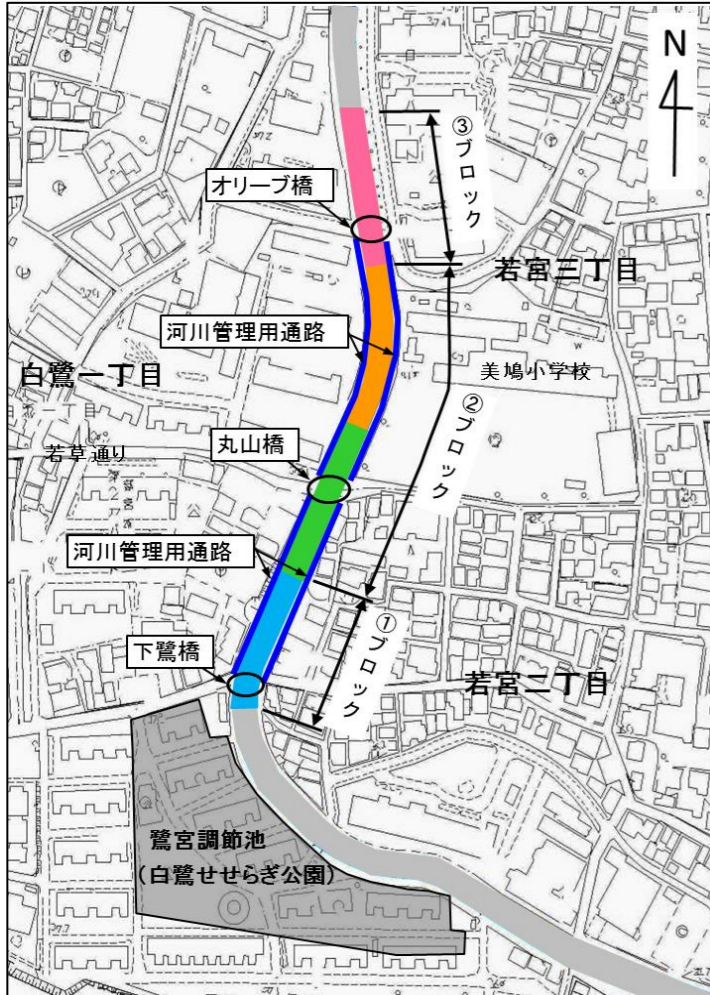 N
37.2
③ブロック
オリーブ橋
若宮三丁目
河川管理用通路
美鳩小学校
白鷺一丁目
②ブロック
若草通り
丸山橋
河川管理用通路
①ブロック
下鷺橋
若宮二丁目
鷺宮調節池
(白鷺せせらぎ公園)
37.7